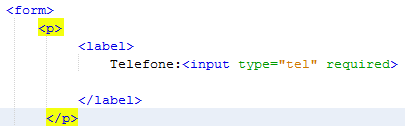 <form>
<p>
<label>
Telefone:<input type="tel" required>
</label>
</p>